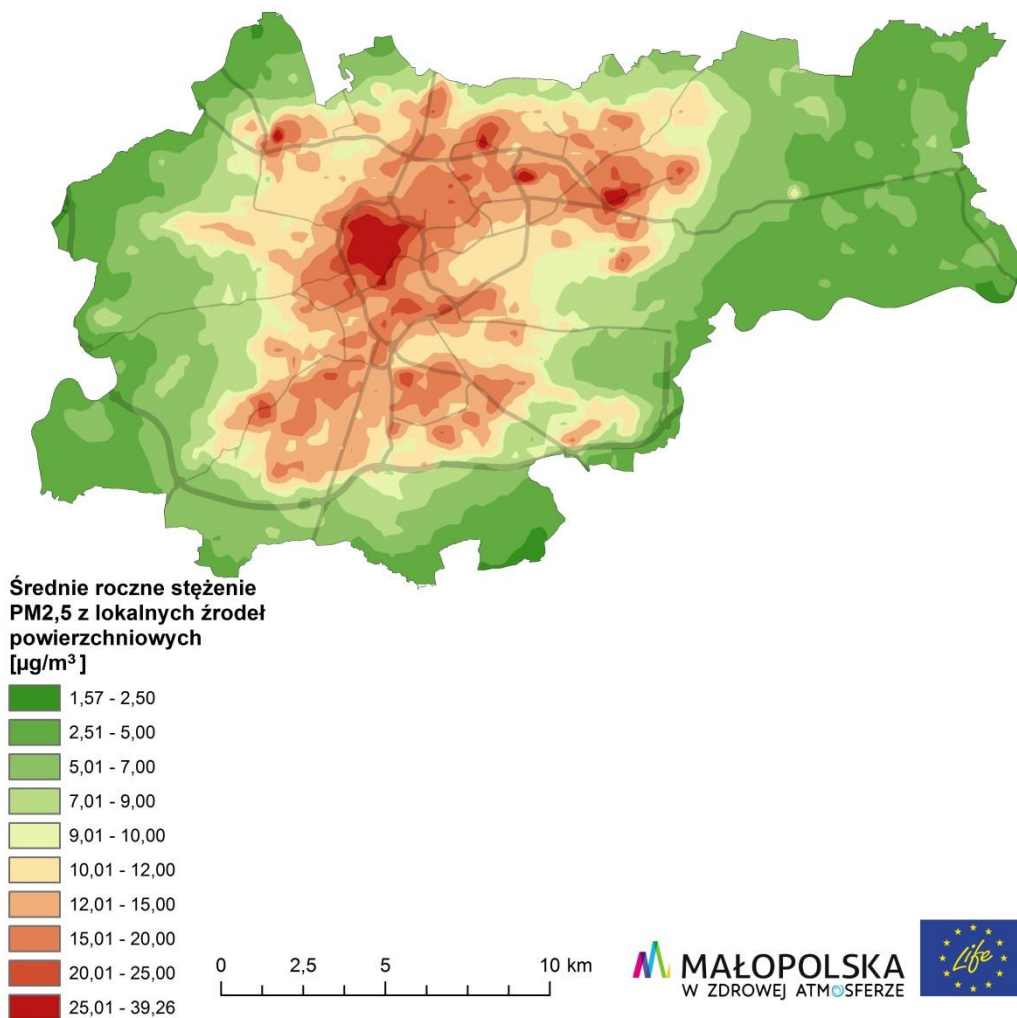 Średnie roczne stężenie
PM2,5 z lokalnych źrodeł
powierzchniowych
[µg/m³ ]
1,57 - 2,50
2,51 - 5,00
5,01 - 7,00
7,01 - 9,00
9,01 - 10,00
10,01 - 12,00
12,01 - 15,00
15,01 - 20,00
20,01 - 25,00
25,01 - 39,26
0 2,5 5 10 km
MAŁOPOLSKA
W ZDROWEJ ATMOSFERZE
Life